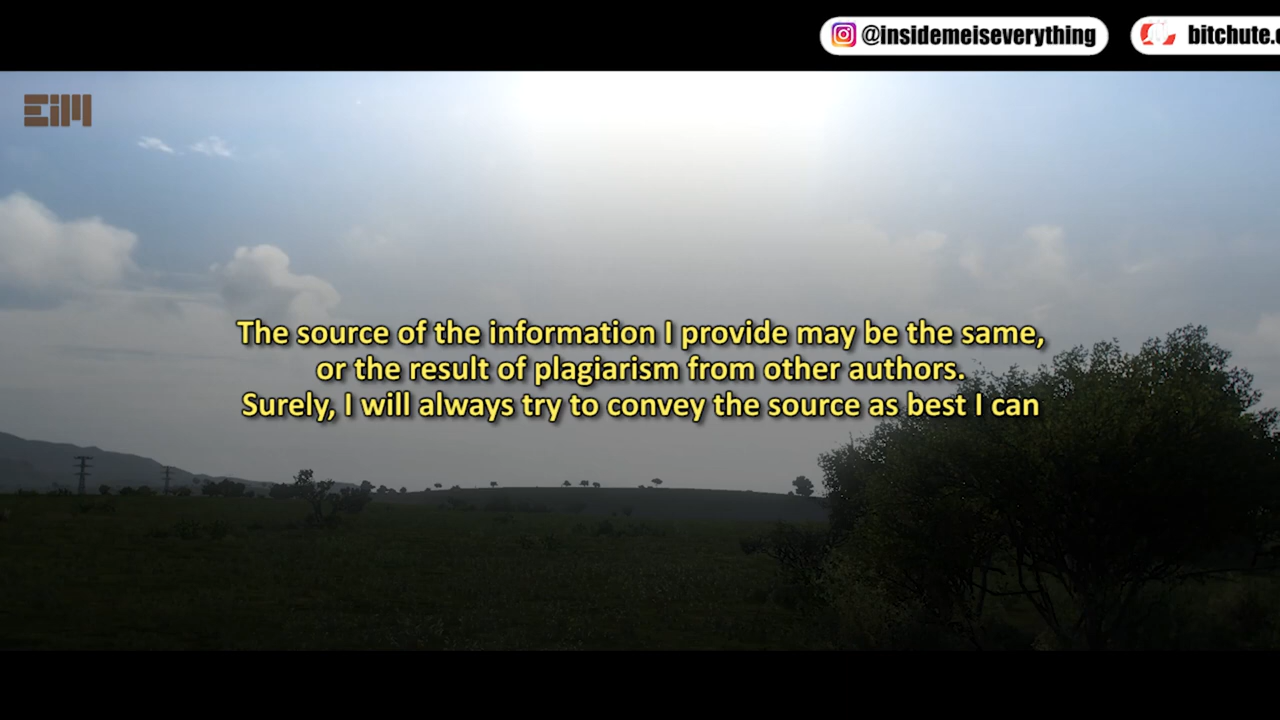 @insidemeiseverything
bitchute.c
EiM
The source of the information I provide may be the same,
or the result of plagiarism from other authors.
Surely, I will always try to convey the source as best I can